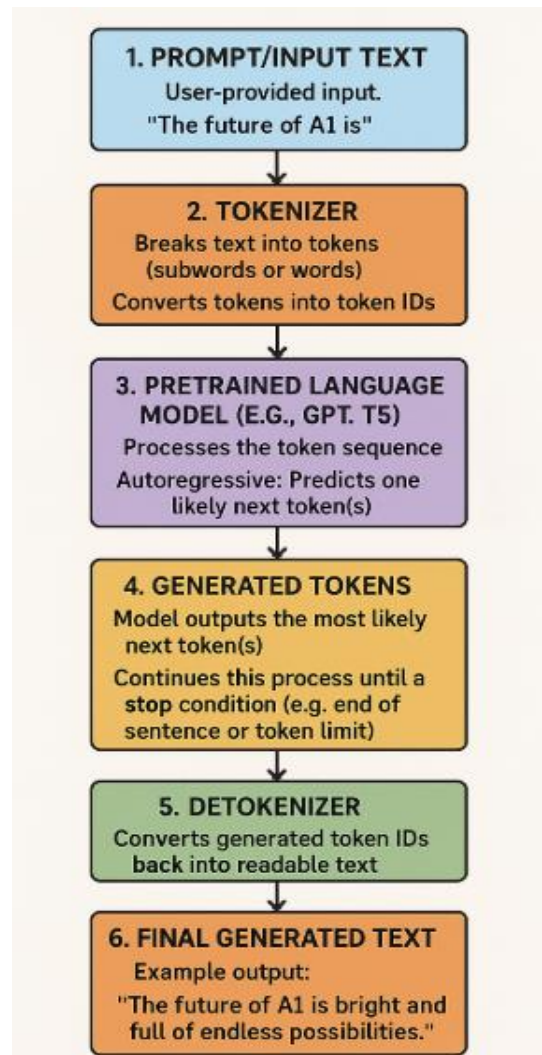 1. PROMPT/INPUT TEXT
User-provided input.
"The future of A1 is"
2. TOKENIZER
Breaks text into tokens
(subwords or words)
Converts tokens into token IDs
3. PRETRAINED LANGUAGE
MODEL (E.G., GPT. T5)
Processes the token sequence
Autoregressive: Predicts one
likely next token(s)
4. GENERATED TOKENS
Model outputs the most likely
next token(s)
Continues this process until a
stop condition (e.g. end of
sentence or token limit)
5. DETOKENIZER
Converts generated token IDs
back into readable text
6. FINAL GENERATED TEXT
Example output:
"The future of A1 is bright and
full of endless possibilities."